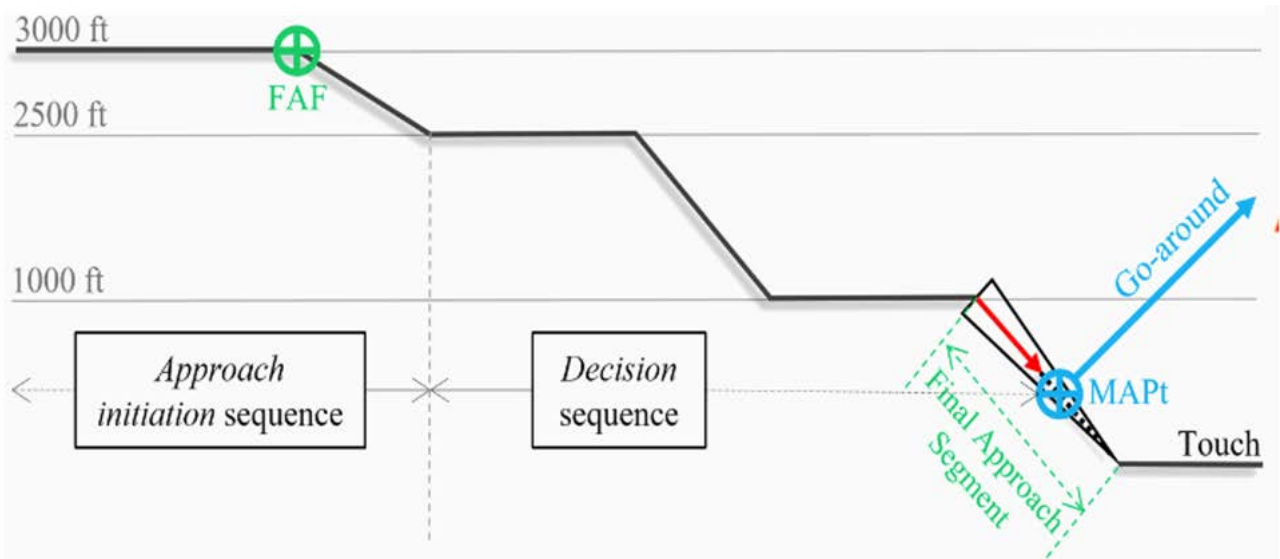 3000 ft
FAF
2500 ft
1000 ft
Go-around
Approach
initiation sequence
Decision
sequence
MAPt
Final Approach
Segment
Touch